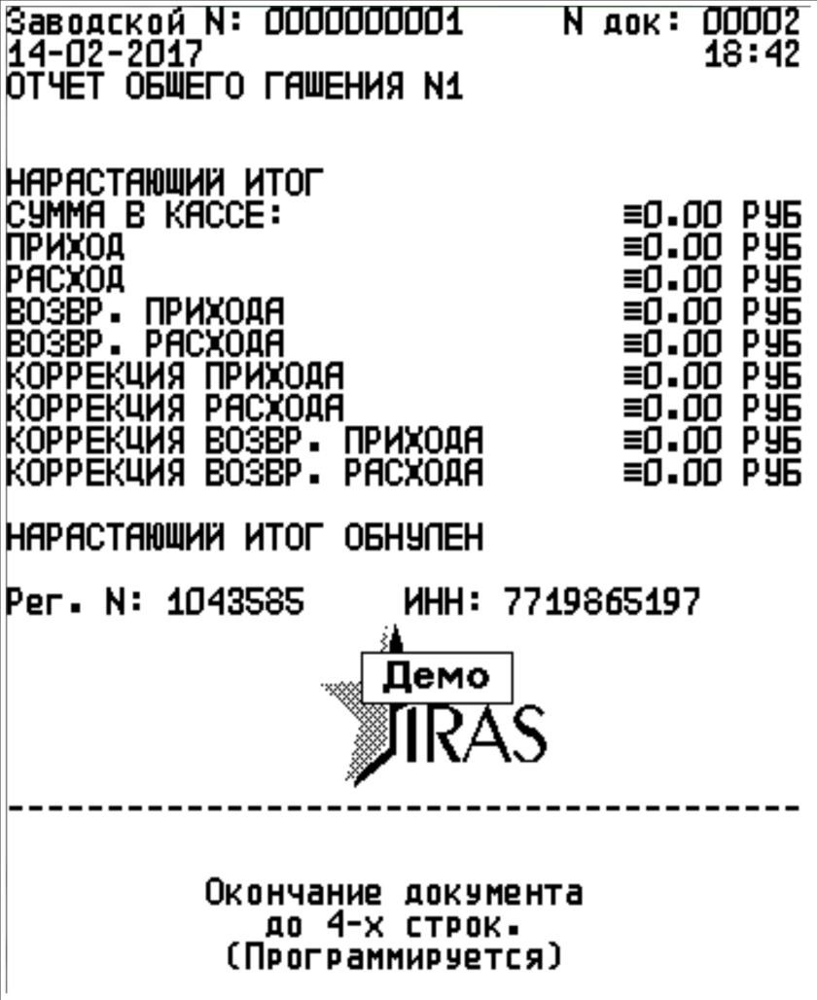 Заводской N: 0000000001 N док: 00002
14-02-2017 18:42
ОТЧЕТ ОБЩЕГО ГАШЕНИЯ N1
НАРАСТАЮЩИЙ ИТОГ
СУММА В КАССЕ: ≡0.00 РУБ
ПРИХОД ≡0.00 РУБ
РАСХОД ≡0.00 РУБ
ВОЗВР. ПРИХОДА ≡0.00 РУБ
ВОЗВР. РАСХОДА ≡0.00 РУБ
КОРРЕКЦИЯ ПРИХОДА ≡0.00 РУБ
КОРРЕКЦИЯ РАСХОДА ≡0.00 РУБ
КОРРЕКЦИЯ ВОЗВР. ПРИХОДА ≡0.00 РУБ
КОРРЕКЦИЯ ВОЗВР. РАСХОДА ≡0.00 РУБ
НАРАСТАЮЩИЙ ИТОГ ОБНУЛЕН
Рег. N: 1043585 ИНН: 7719865197
Демо
TIRAS
Окончание документа
до 4-х строк.
(Программируется)